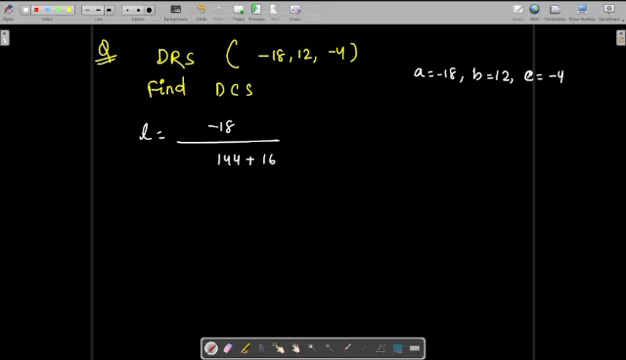 Q DRS ( -18, 12, -4 )
Find DCS
a = -18, b = 12, c = -4
l = -18
144 + 16